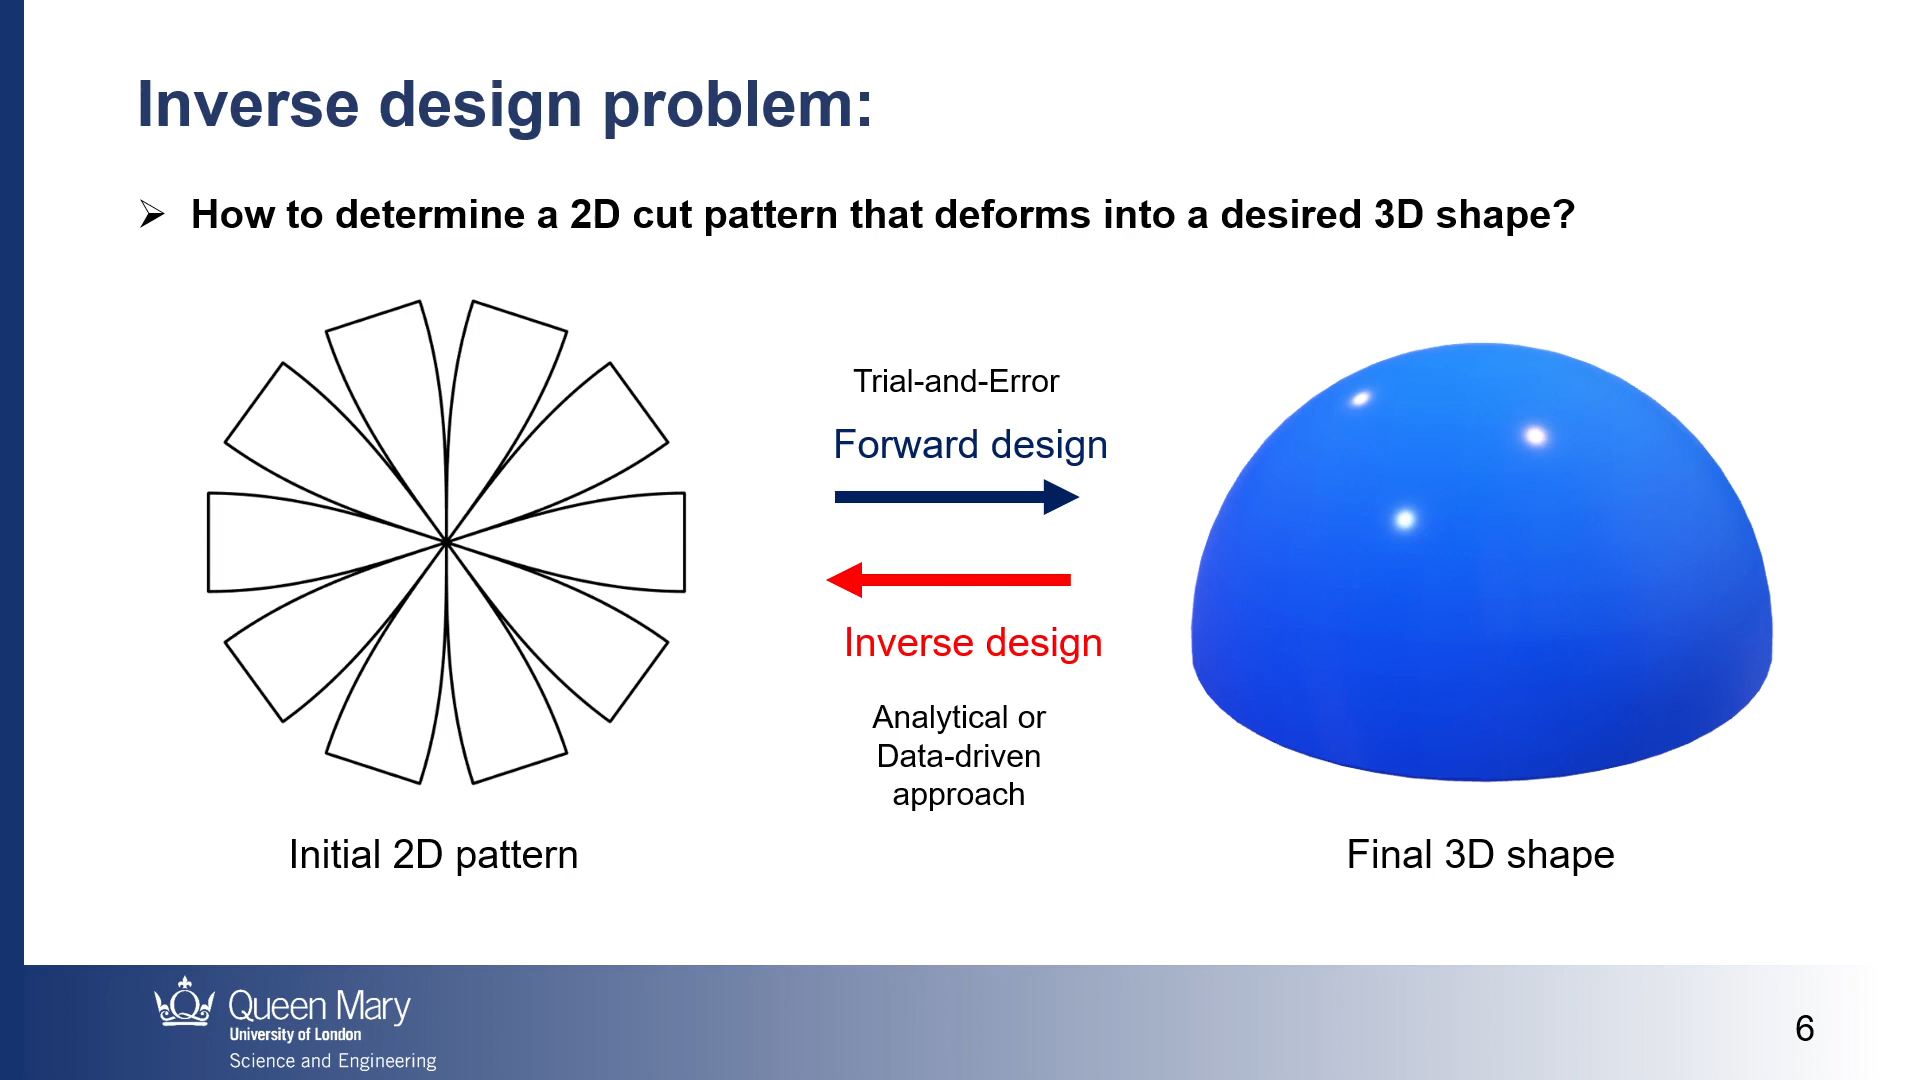 Inverse design problem:
➢ How to determine a 2D cut pattern that deforms into a desired 3D shape?
Trial-and-Error
Forward design
Inverse design
Analytical or
Data-driven
approach
Initial 2D pattern
Final 3D shape
Queen Mary
University of London
Science and Engineering
6